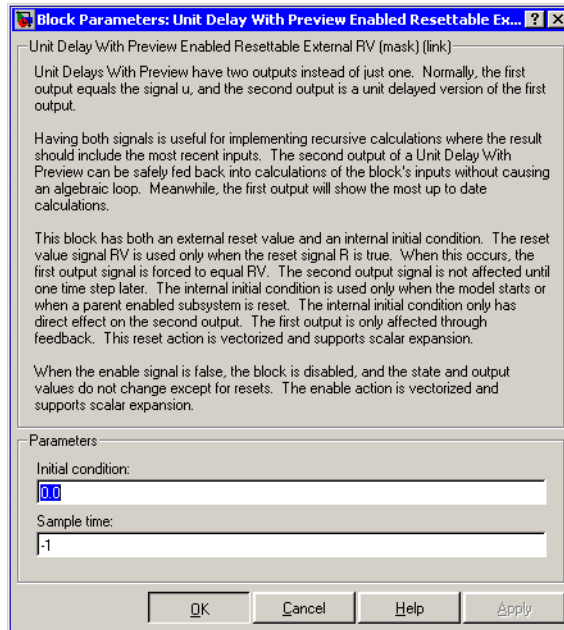 Block Parameters: Unit Delay With Preview Enabled Resettable Ex...
Unit Delay With Preview Enabled Resettable External RV (mask) (link)
Unit Delays With Preview have two outputs instead of just one. Normally, the first
output equals the signal u, and the second output is a unit delayed version of the first
output.
Having both signals is useful for implementing recursive calculations where the result
should include the most recent inputs. The second output of a Unit Delay With
Preview can be safely fed back into calculations of the block's inputs without causing
an algebraic loop. Meanwhile, the first output will show the most up to date
calculations.
This block has both an external reset value and an internal initial condition. The reset
value signal RV is used only when the reset signal R is true. When this occurs, the
first output signal is forced to equal RV. The second output signal is not affected until
one time step later. The internal initial condition is used only when the model starts or
when a parent enabled subsystem is reset. The internal initial condition only has
direct effect on the second output. The first output is only affected through
feedback. This reset action is vectorized and supports scalar expansion.
When the enable signal is false, the block is disabled, and the state and output
values do not change except for resets. The enable action is vectorized and
supports scalar expansion.
Parameters
Initial condition:
0.0
Sample time:
-1
OK Cancel Help Apply